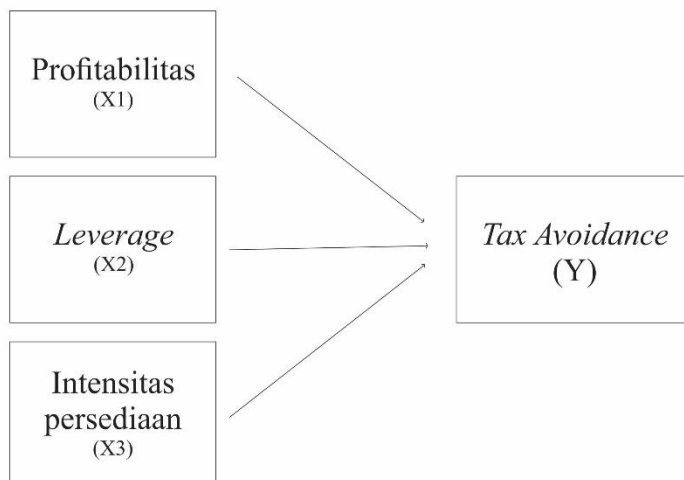 Profitabilitas
(X1)
Leverage
(X2)
Intensitas
persediaan
(X3)
Tax Avoidance
(Y)